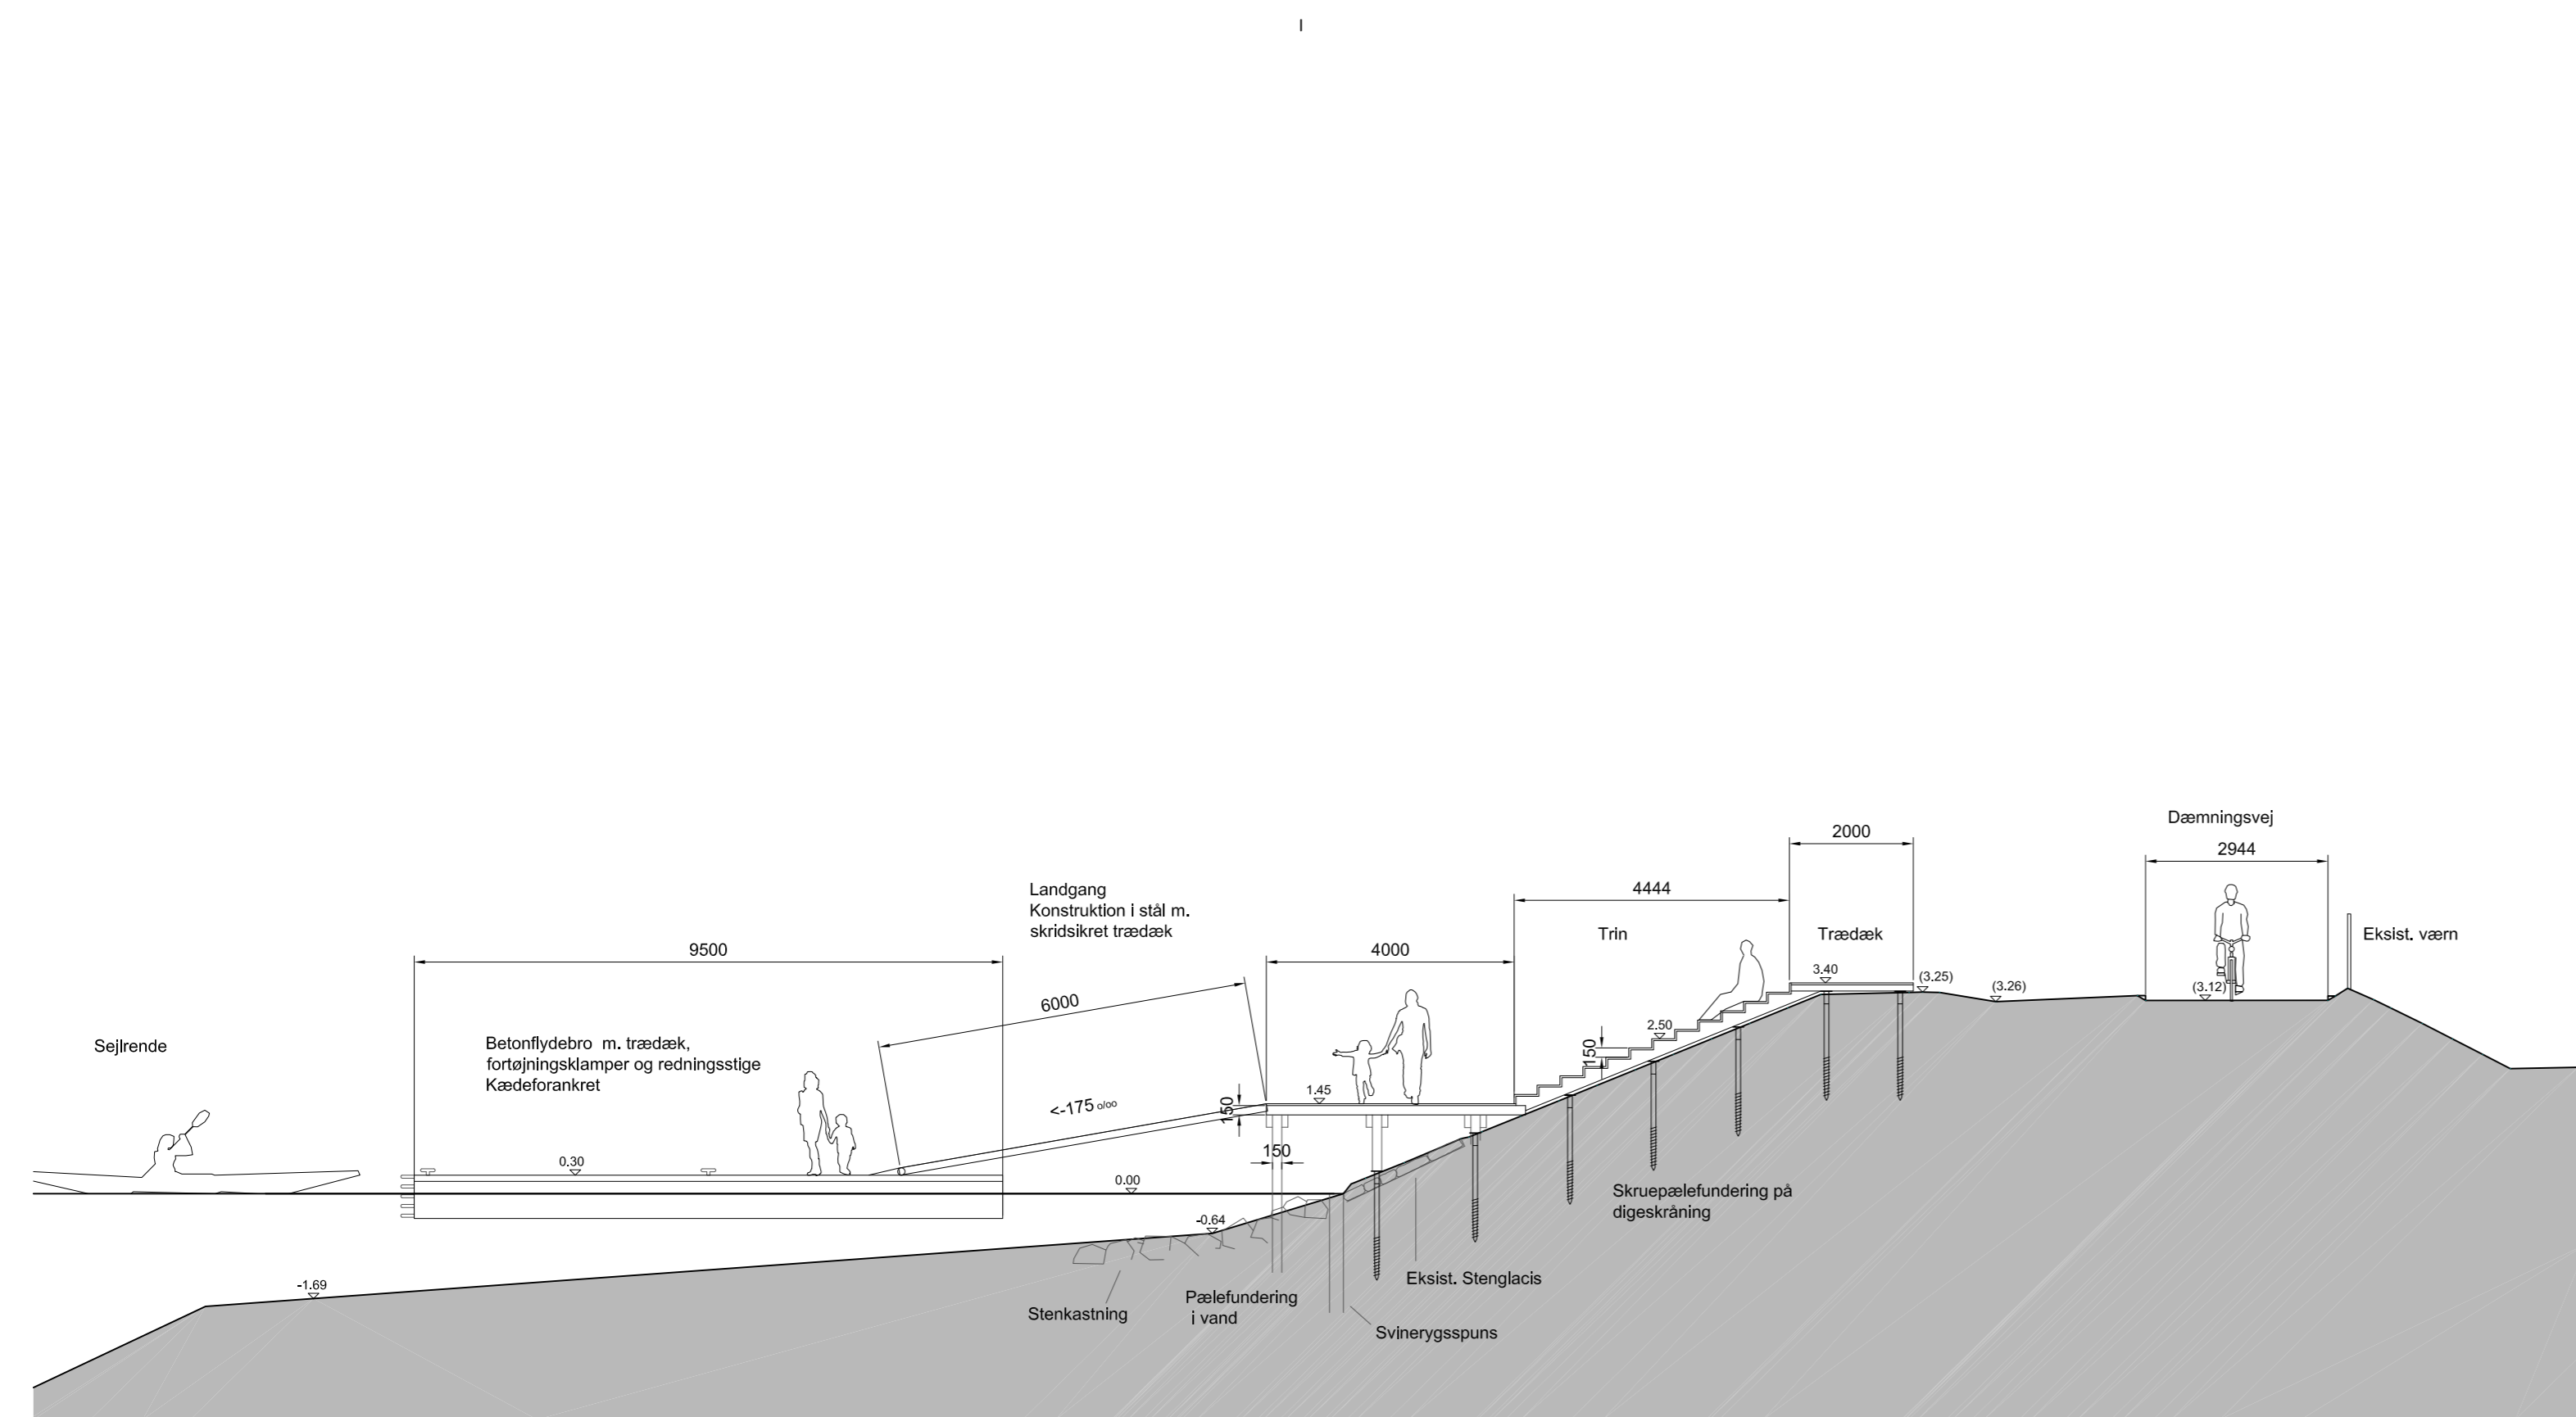 Dæmningsvej
2000
2944
4444
Landgang
Konstruktion i stål m.
skridsikret trædæk
9500
4000
Trin
Trædæk
Eksist. værn
3.40
(3.25)
(3.26)
(3.12)
6000
2.50
150
Sejlrende
Betonflydebro m. trædæk,
fortøjningsklamper og redningsstige
Kædeforankret
1.45
<-175 o/oo
150
150
0.30
0.00
Skruepælefundering på
digeskråning
-0.64
-1.69
Eksist. Stenglacis
Pælefundering
i vand
Stenkastning
Svinerygsspuns